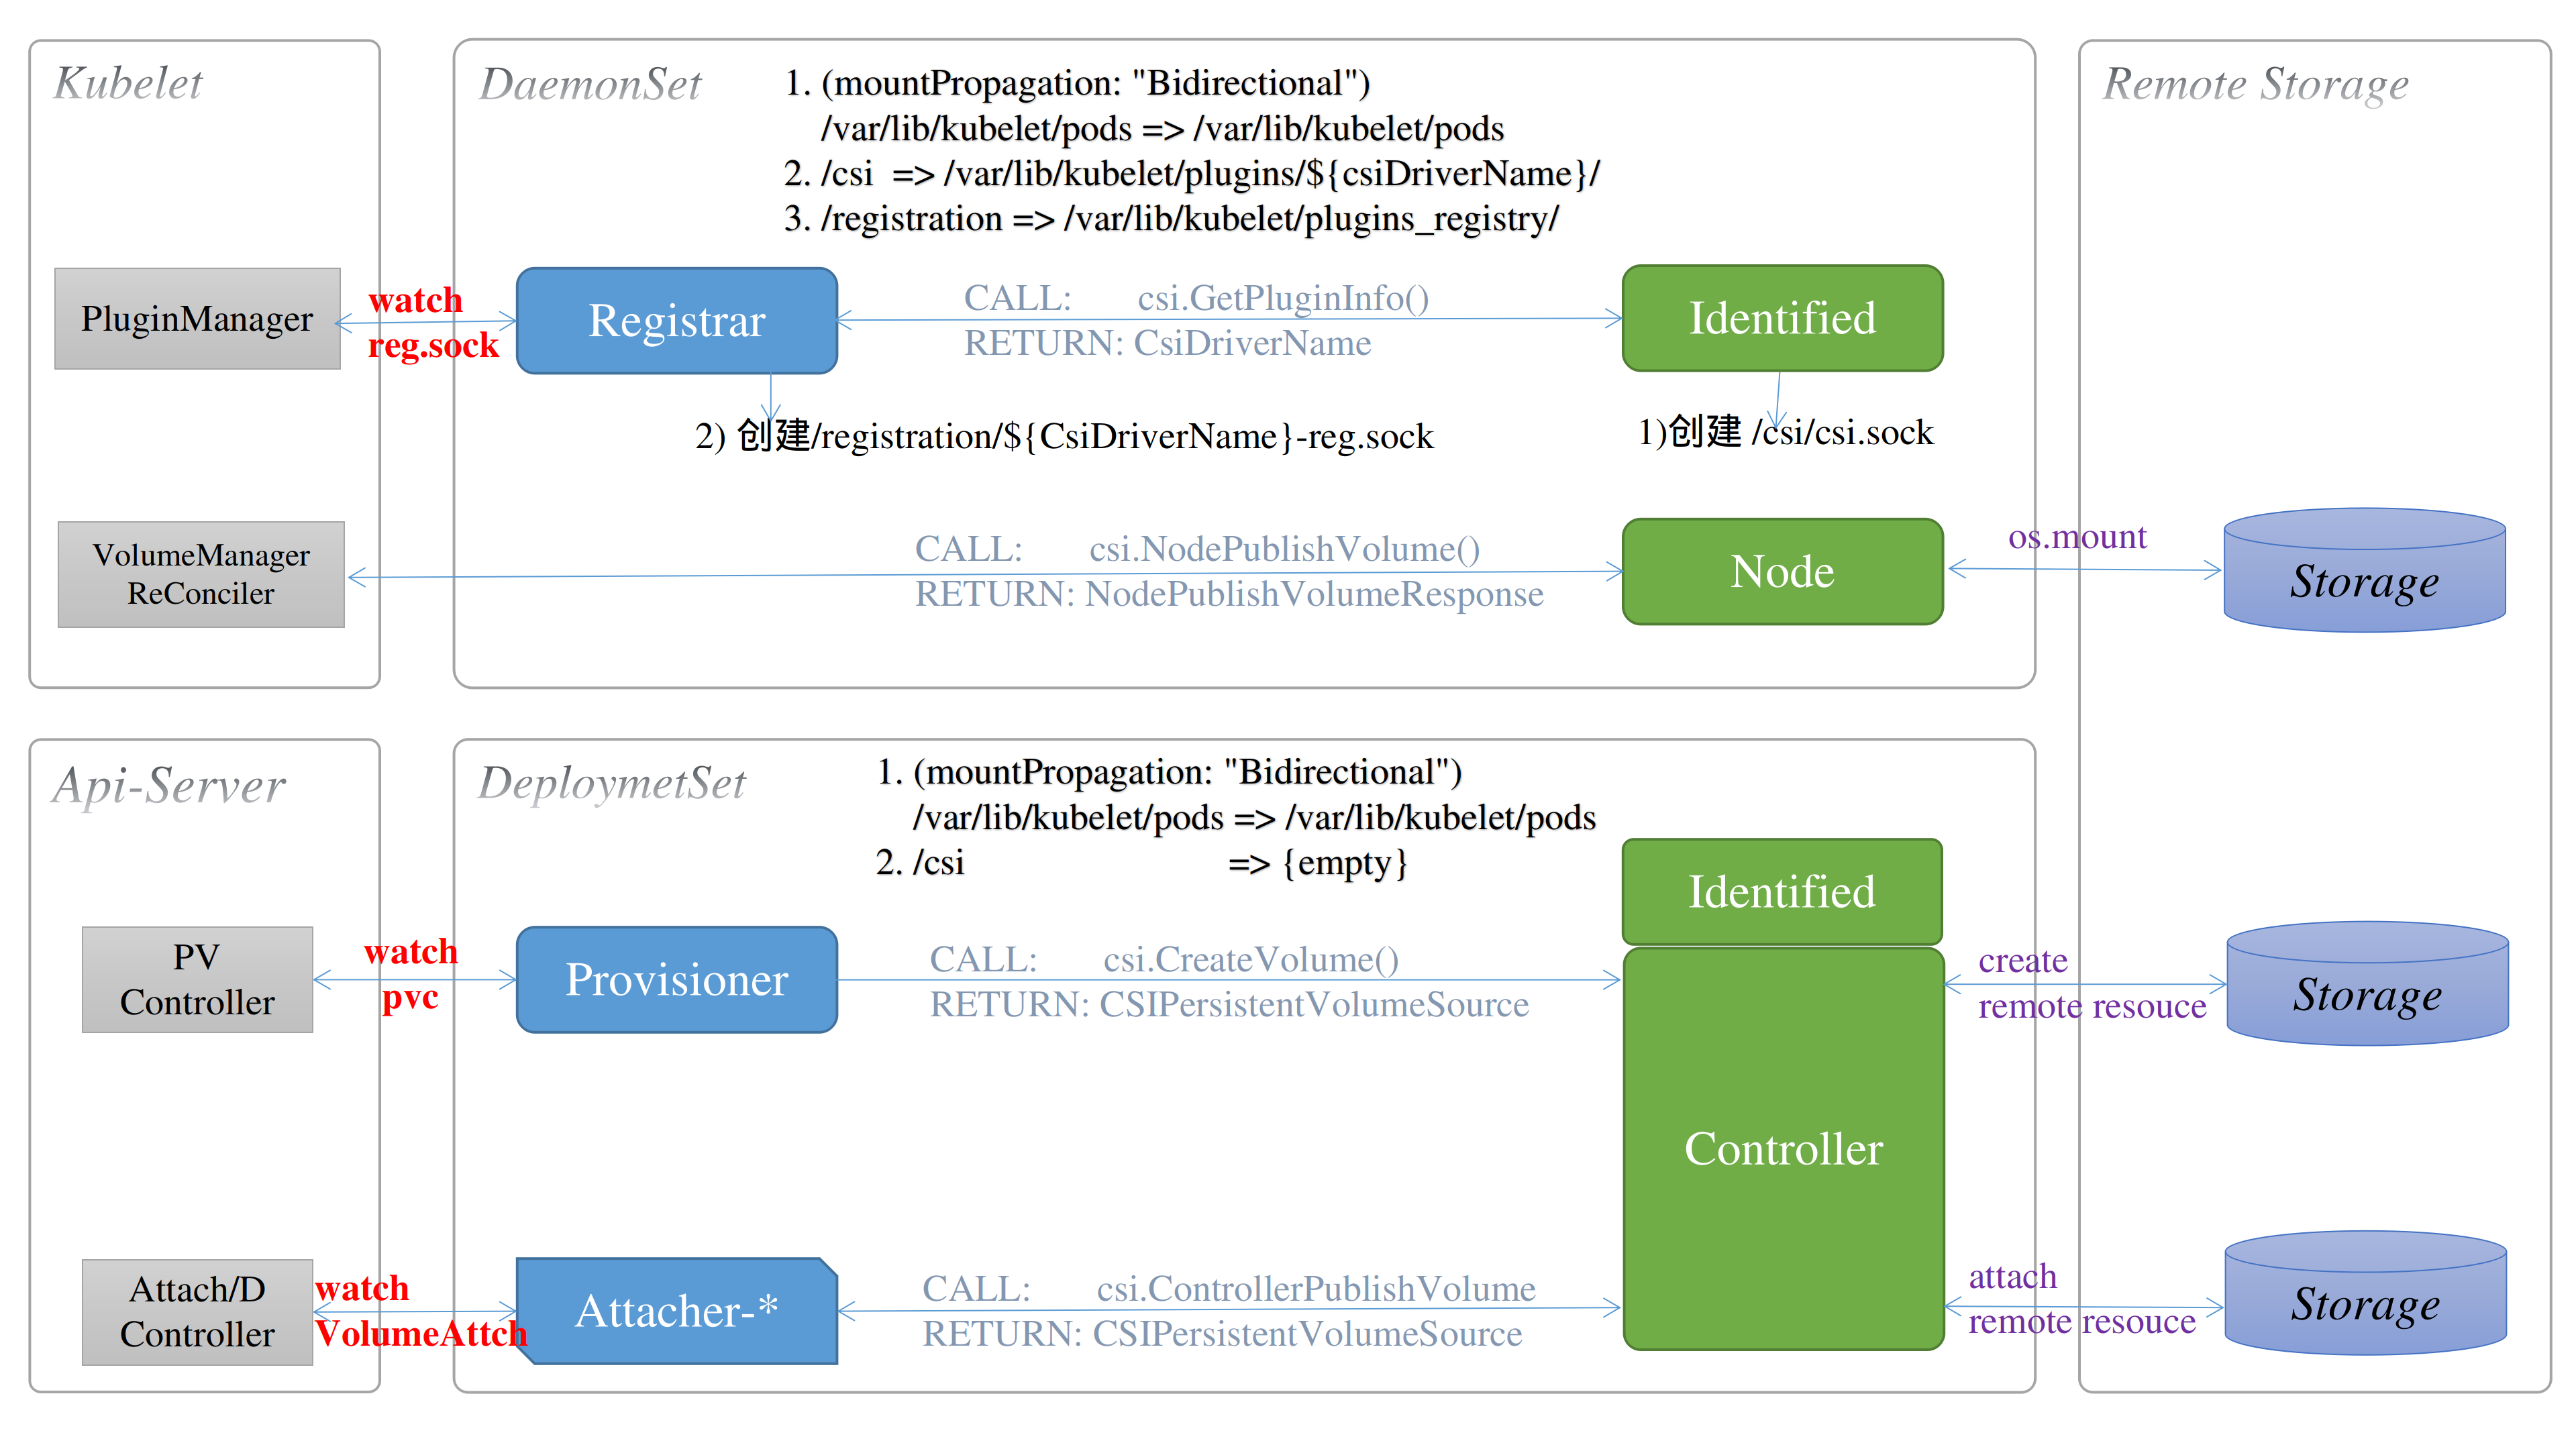 Kubelet
DaemonSet
1. (mountPropagation: "Bidirectional")
/var/lib/kubelet/pods => /var/lib/kubelet/pods
2. /csi => /var/lib/kubelet/plugins/${csiDriverName}/
3. /registration => /var/lib/kubelet/plugins_registry/
Remote Storage
PluginManager
watch
reg.sock
Registrar
CALL: csi.GetPluginInfo()
RETURN: CsiDriverName
Identified
2) 创建/registration/${CsiDriverName}-reg.sock
1)创建 /csi/csi.sock
VolumeManager
ReConciler
CALL: csi.NodePublishVolume()
RETURN: NodePublishVolumeResponse
Node
os.mount
Storage
Api-Server
DeploymetSet
1. (mountPropagation: "Bidirectional")
/var/lib/kubelet/pods => /var/lib/kubelet/pods
2. /csi => {empty}
Identified
PV
Controller
watch
pvc
Provisioner
CALL: csi.CreateVolume()
RETURN: CSIPersistentVolumeSource
create
remote resouce
Storage
Controller
Attach/D
Controller
watch
VolumeAttch
Attacher-*
CALL: csi.ControllerPublishVolume
RETURN: CSIPersistentVolumeSource
attach
remote resouce
Storage